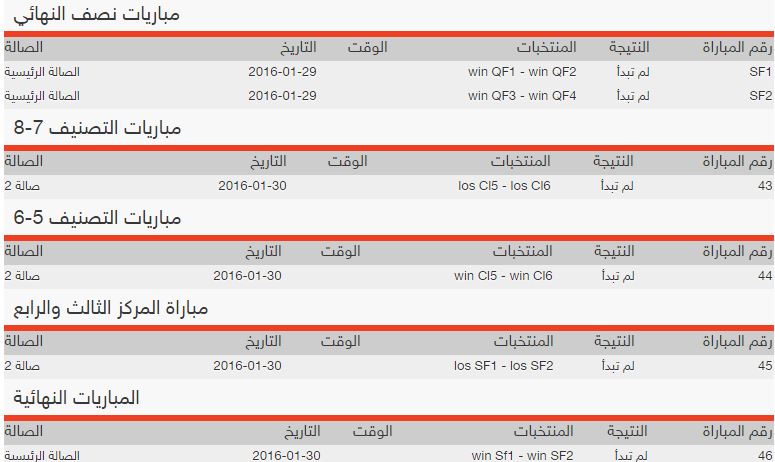 مباريات نصف النهائي
رقم المباراة النتيجة المنتخبات الوقت التاريخ الصالة
SF1 لم تبدأ win QF1 - win QF2 2016-01-29 الصالة الرئيسية
SF2 لم تبدأ win QF3 - win QF4 2016-01-29 الصالة الرئيسية
مباريات التصنيف 7-8
رقم المباراة النتيجة المنتخبات الوقت التاريخ الصالة
43 لم تبدأ los Cl5 - los Cl6 2016-01-30 صالة 2
مباريات التصنيف 5-6
رقم المباراة النتيجة المنتخبات الوقت التاريخ الصالة
44 لم تبدأ win Cl5 - win Cl6 2016-01-30 صالة 2
مباراة المركز الثالث والرابع
رقم المباراة النتيجة المنتخبات الوقت التاريخ الصالة
45 لم تبدأ los SF1 - los SF2 2016-01-30 صالة 2
المباريات النهائية
رقم المباراة النتيجة المنتخبات الوقت التاريخ الصالة
46 لم تبدأ win Sf1 - win SF2 2016-01-30 الصالة الرئيسية